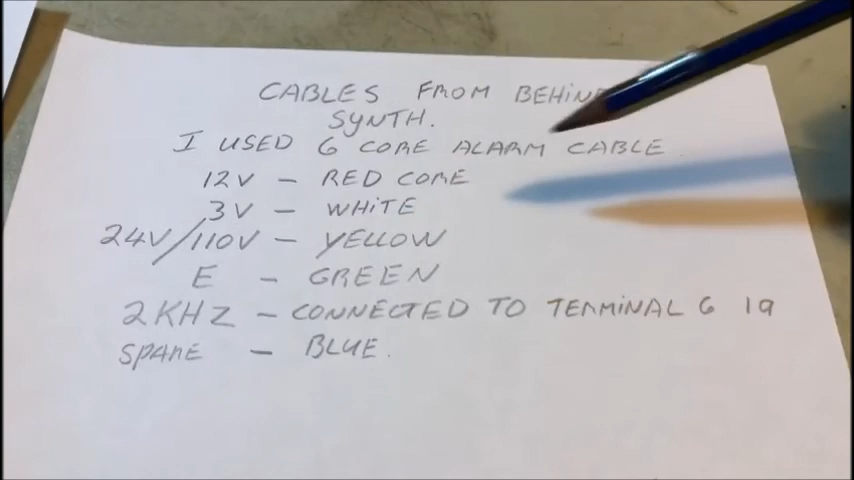 CABLES FROM BEHIND
SYNTH.
I USED 6 CORE ALARM CABLE
12V - RED CORE
3V - WHITE
24V/110V - YELLOW
E - GREEN
2KHZ - CONNECTED TO TERMINAL 6 19
SPARE - BLUE.